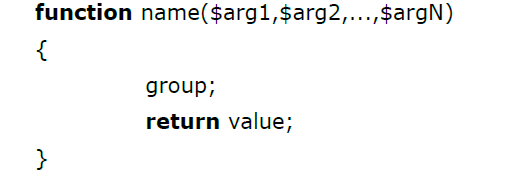 function name($arg1,$arg2,...,$argN)
{
group;
return value;
}